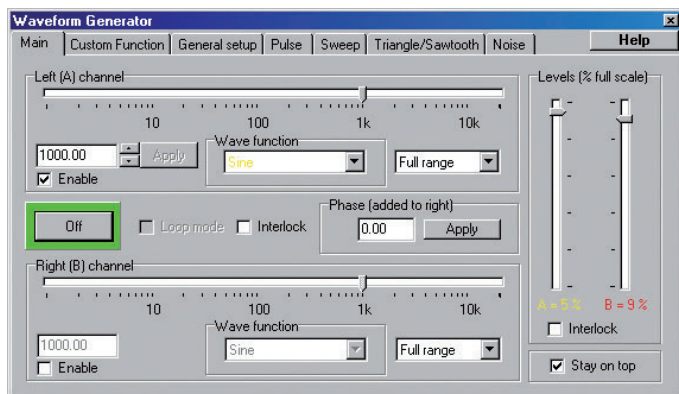 Waveform Generator
Main Custom Function General setup Pulse Sweep Triangle/Sawtooth Noise Help
Left (A) channel
10 100 1k 10k
1000.00 Apply
Wave function
Sine
Full range
Enable
Off
Loop mode
Interlock
Phase (added to right)
0.00 Apply
Right (B) channel
10 100 1k 10k
1000.00
Wave function
Sine
Full range
Enable
Levels (% full scale)
A = 5 % B = 9 %
Interlock
Stay on top